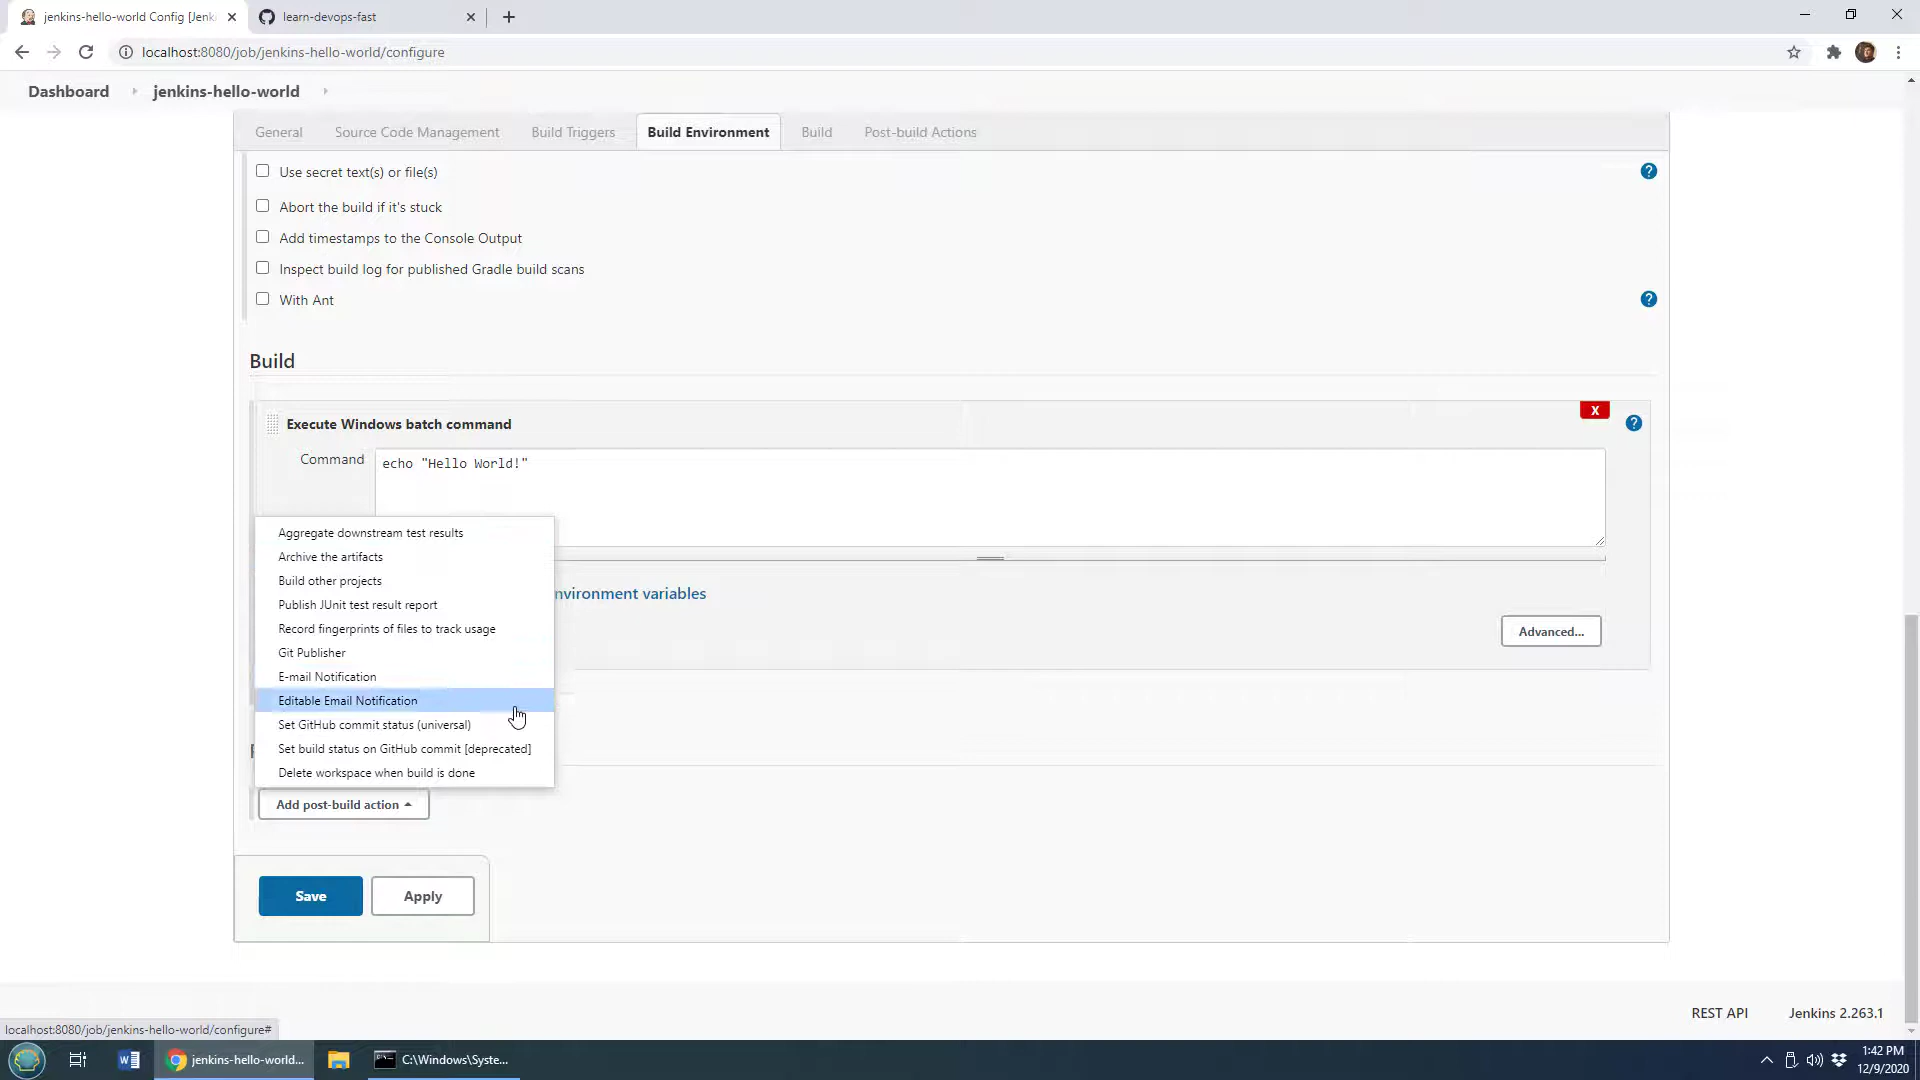 jenkins-hello-world Config [Jenki
learn-devops-fast
localhost:8080/job/jenkins-hello-world/configure
Dashboard
jenkins-hello-world
General
Source Code Management
Build Triggers
Build Environment
Build
Post-build Actions
Use secret text(s) or file(s)
?
Abort the build if it's stuck
Add timestamps to the Console Output
Inspect build log for published Gradle build scans
With Ant
?
Build
X
Execute Windows batch command
?
Command
echo "Hello World!"
Aggregate downstream test results
Archive the artifacts
Build other projects
nvironment variables
Publish JUnit test result report
Record fingerprints of files to track usage
Advanced...
Git Publisher
E-mail Notification
Editable Email Notification
Set GitHub commit status (universal)
Set build status on GitHub commit [deprecated]
Delete workspace when build is done
Add post-build action
Save
Apply
REST API
Jenkins 2.263.1
localhost:8080/job/jenkins-hello-world/configure#
jenkins-hello-world...
C:\Windows\Syste...
1:42 PM
12/9/2020